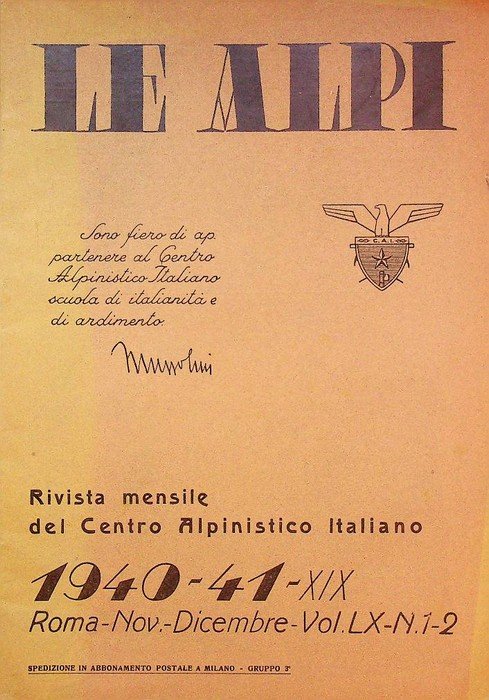 LE ALPI
C.A.I.
Sono fiero di ap
partenere al Centro
Alpinistico Italiano
scuola di italianità e
di ardimento.
Mussolini
Rivista mensile
del Centro Alpinistico Italiano
1940-41-XIX
Roma-Nov.-Dicembre-Vol.LX-N.1-2
SPEDIZIONE IN ABBONAMENTO POSTALE A MILANO - GRUPPO 3°